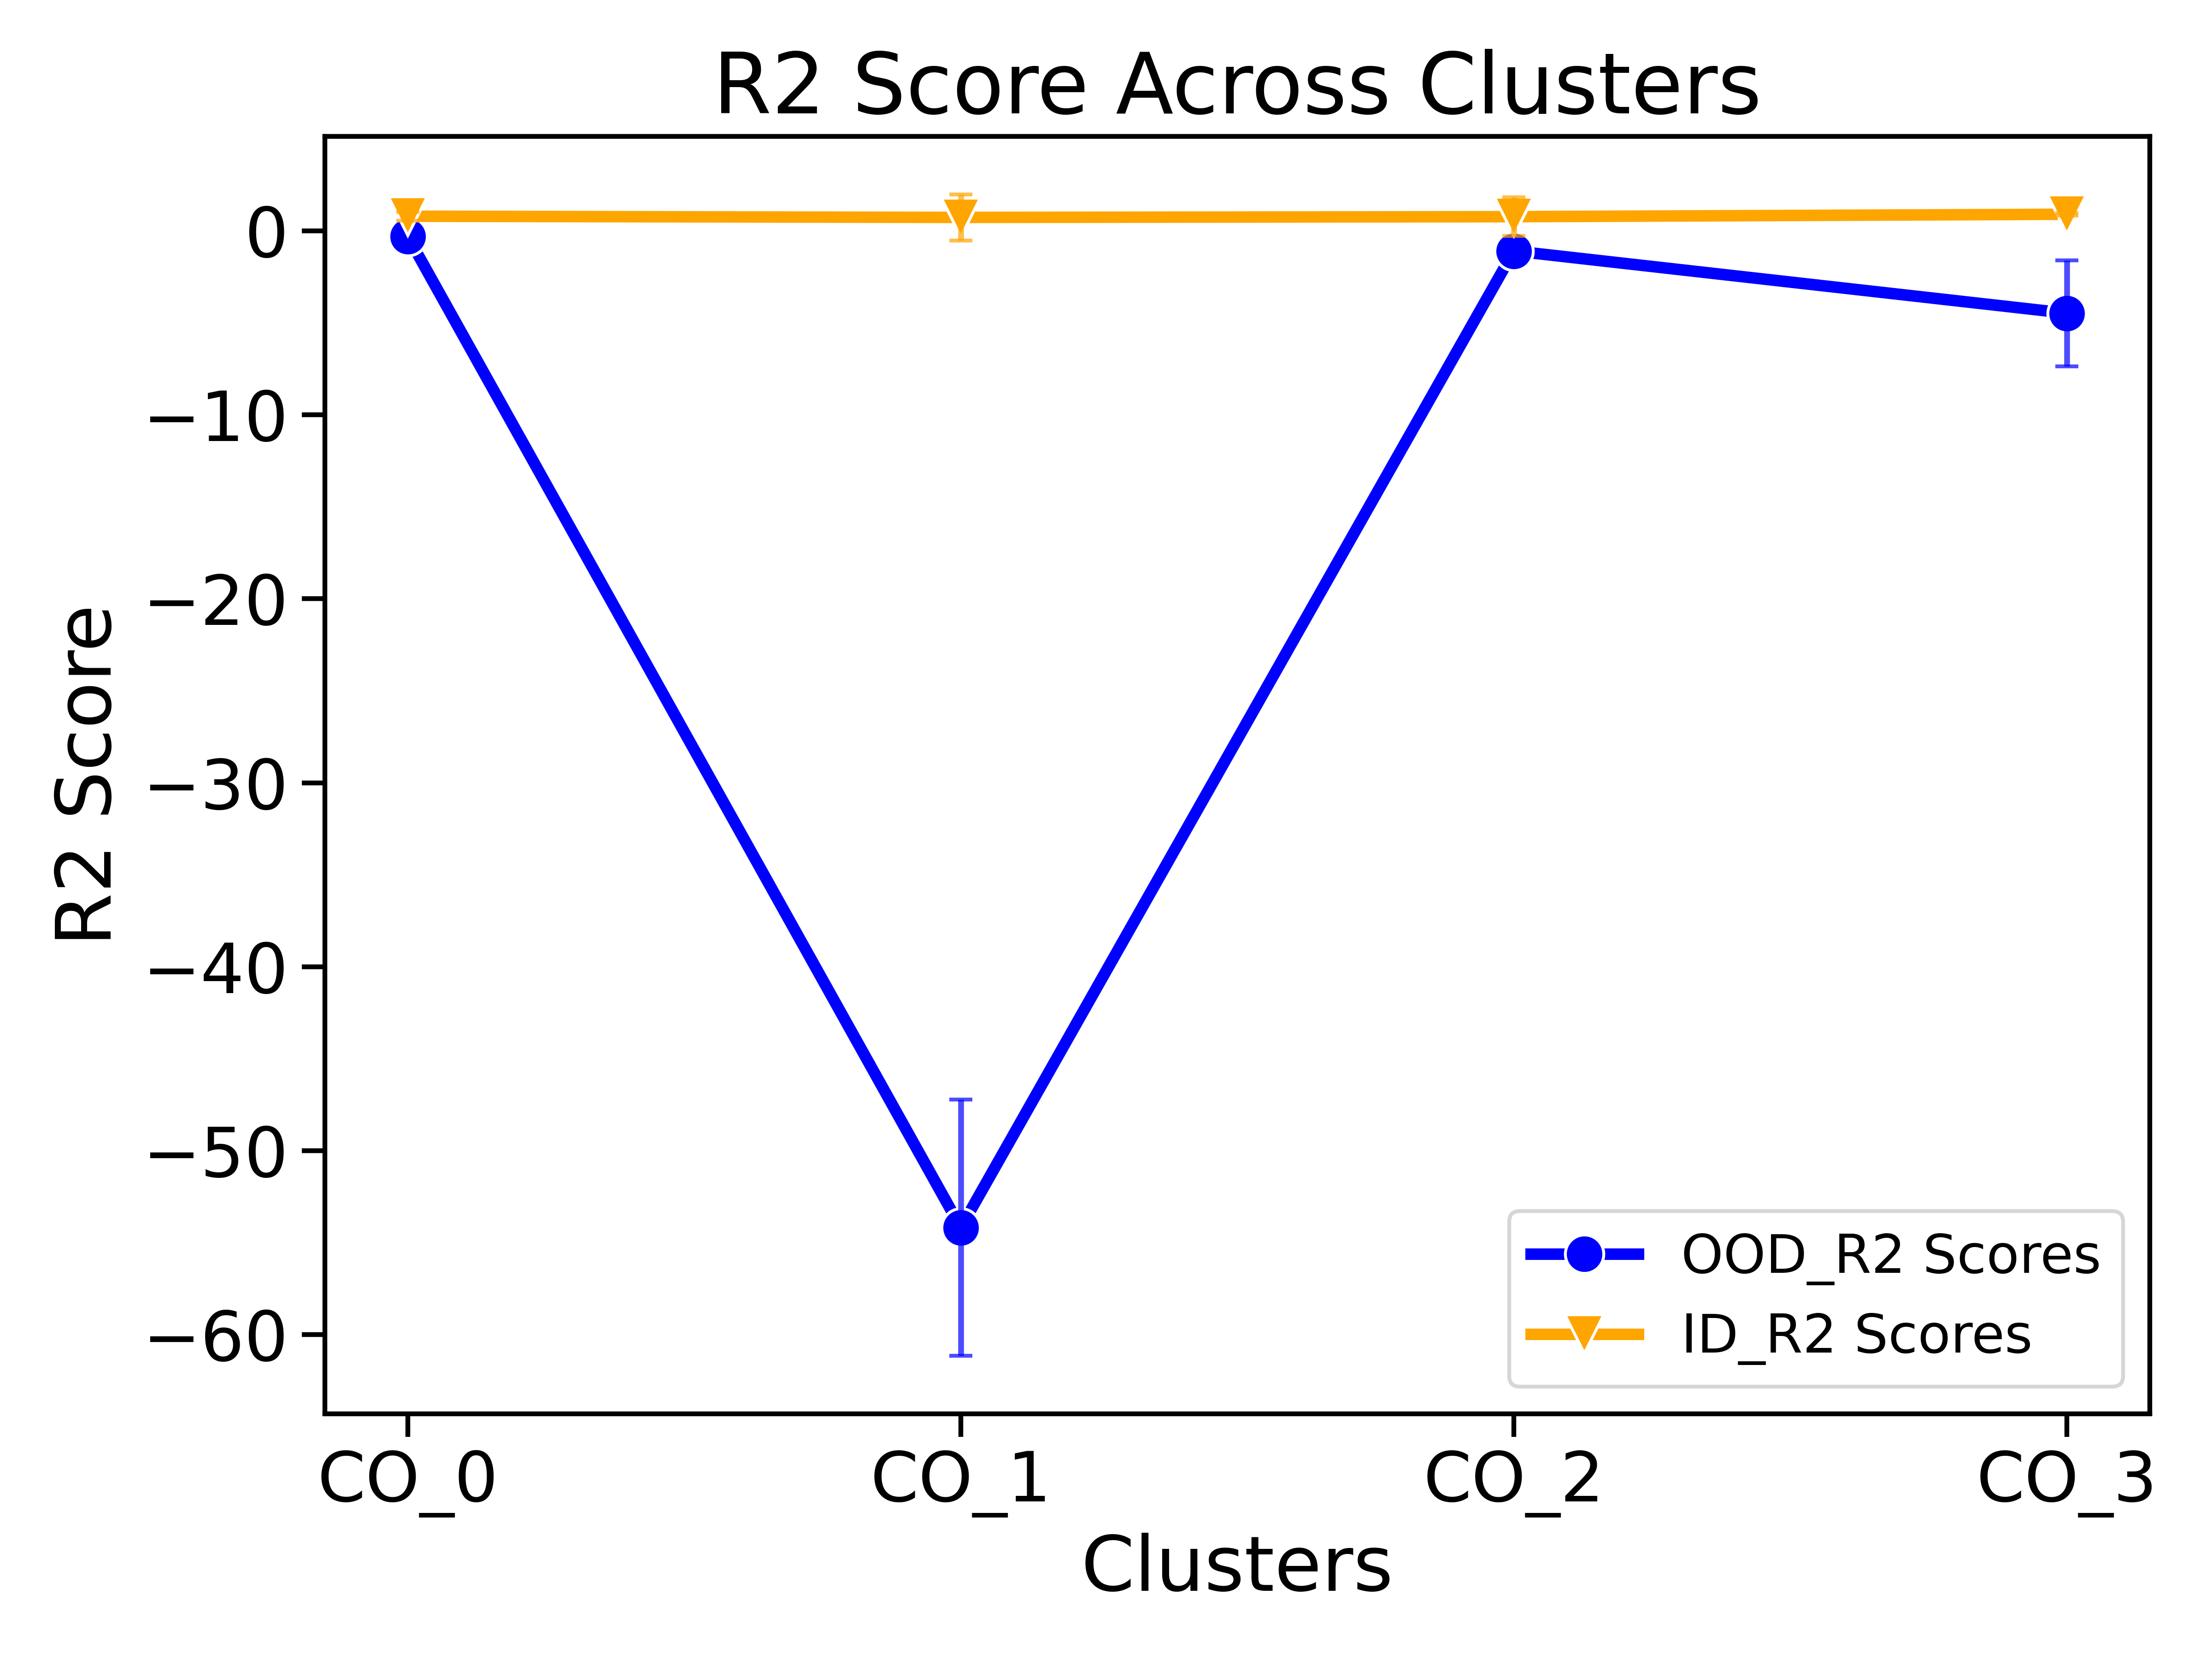 R2 Score Across Clusters
R2 Score
0
−10
−20
−30
−40
−50
−60
OOD_R2 Scores
ID_R2 Scores
CO_0
CO_1
CO_2
CO_3
Clusters